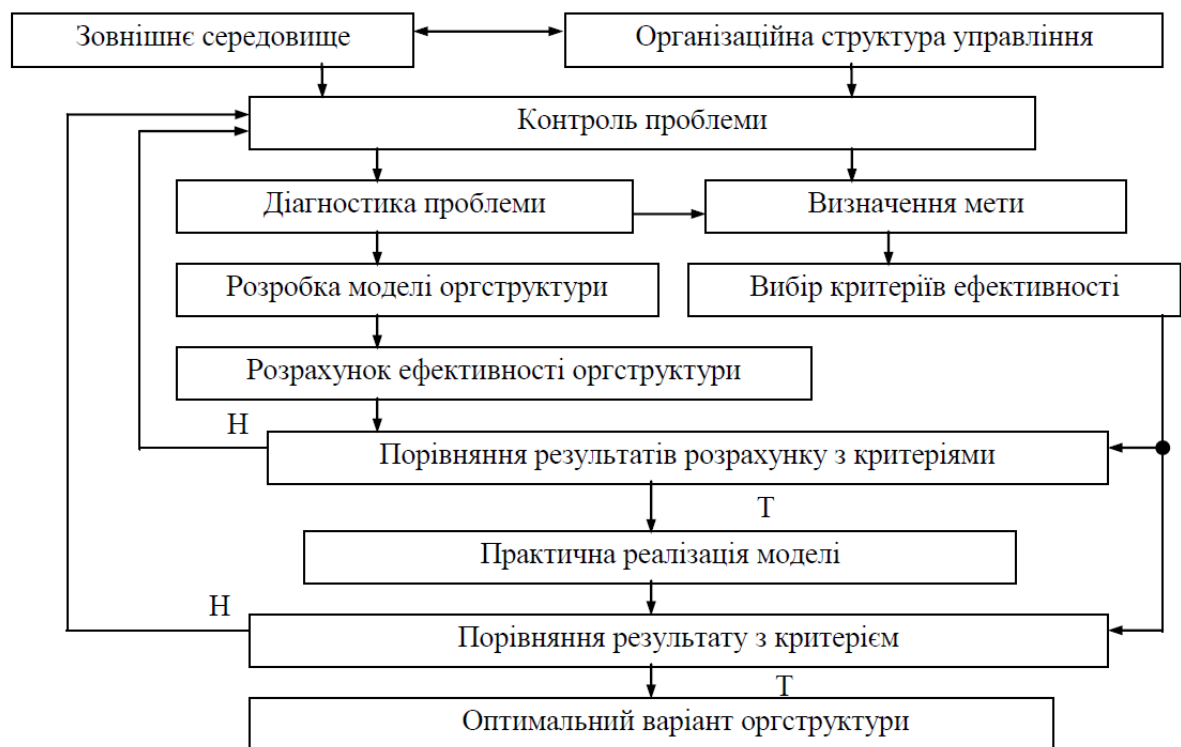 Зовнішнє середовище
Організаційна структура управління
Контроль проблеми
Діагностика проблеми
Визначення мети
Розробка моделі оргструктури
Вибір критеріїв ефективності
Розрахунок ефективності оргструктури
Н
Порівняння результатів розрахунку з критеріями
Т
Практична реалізація моделі
Н
Порівняння результату з критерієм
Т
Оптимальний варіант оргструктури